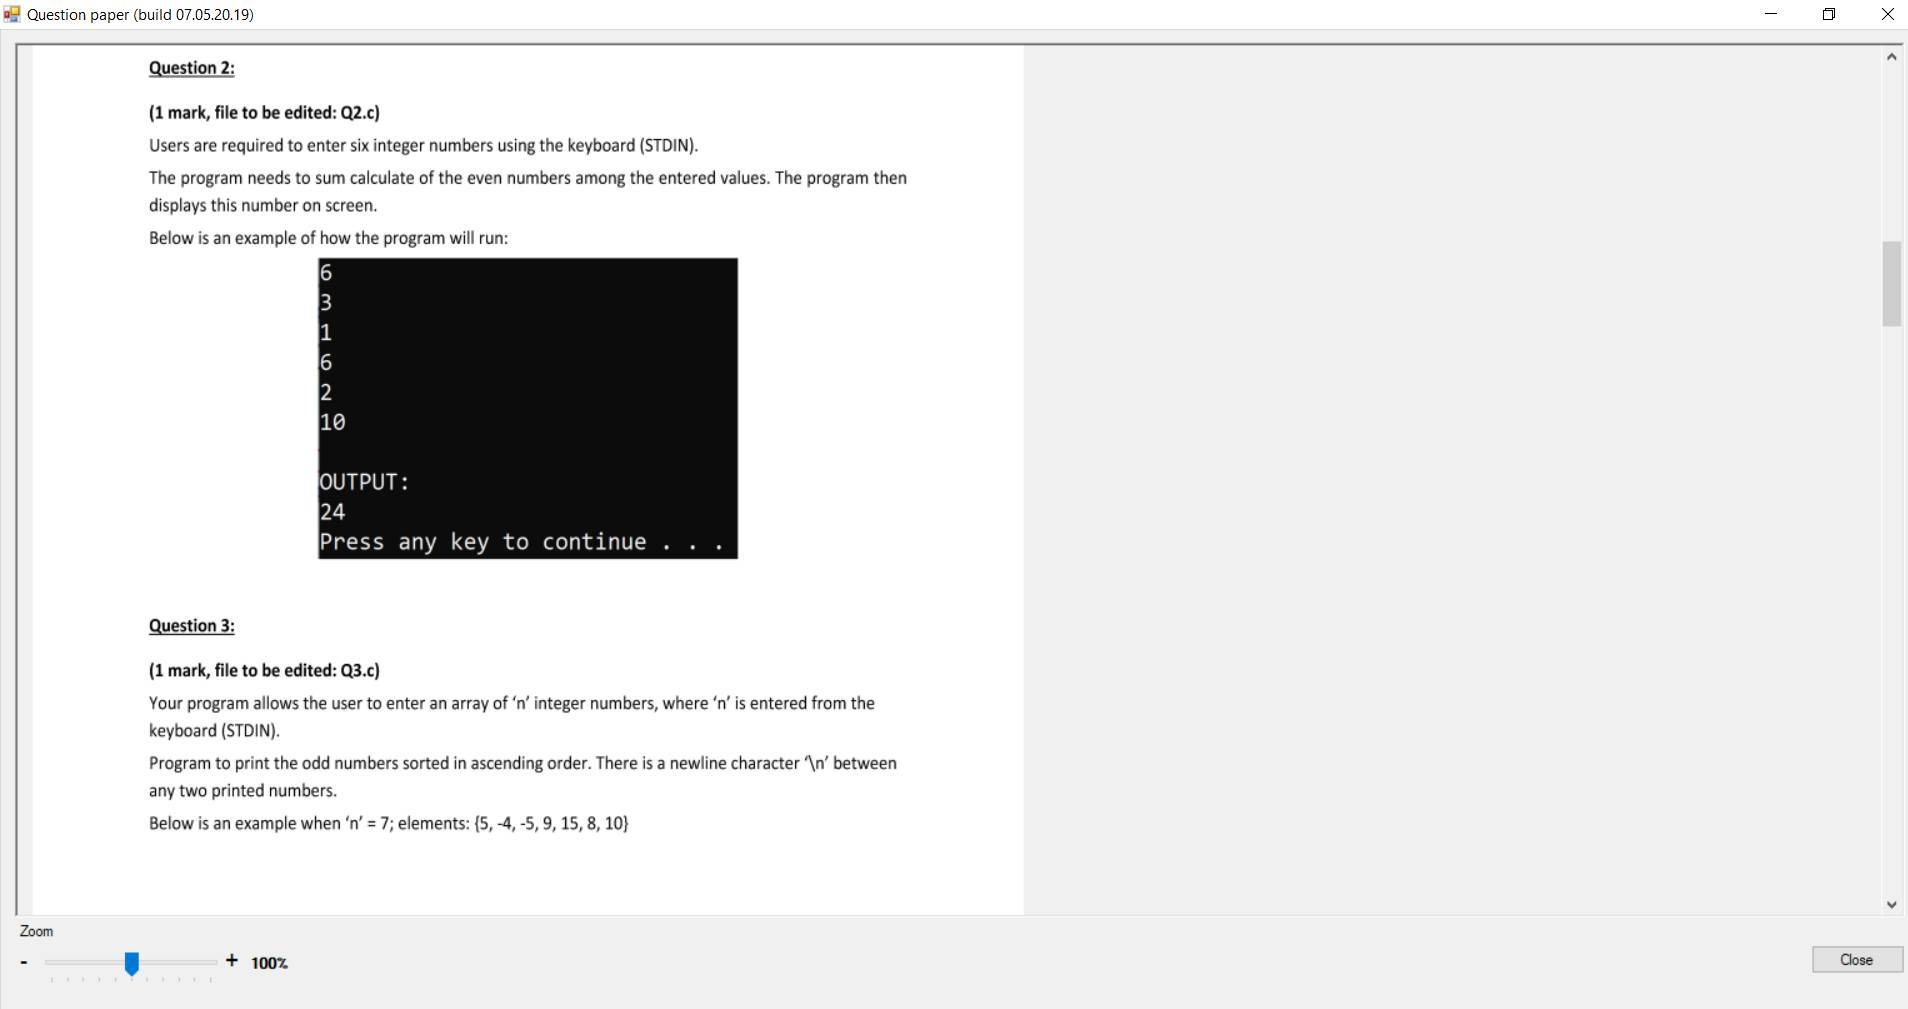 Question paper (build 07.05.20.19)
Question 2:
(1 mark, file to be edited: Q2.c)
Users are required to enter six integer numbers using the keyboard (STDIN).
The program needs to sum calculate of the even numbers among the entered values. The program then
displays this number on screen.
Below is an example of how the program will run:
6
3
1
6
2
10
OUTPUT:
24
Press any key to continue . . .
Question 3:
(1 mark, file to be edited: Q3.c)
Your program allows the user to enter an array of ‘n’ integer numbers, where ‘n’ is entered from the
keyboard (STDIN).
Program to print the odd numbers sorted in ascending order. There is a newline character ‘\n’ between
any two printed numbers.
Below is an example when ‘n’ = 7; elements: {5, -4, -5, 9, 15, 8, 10}
Zoom
- + 100%
Close